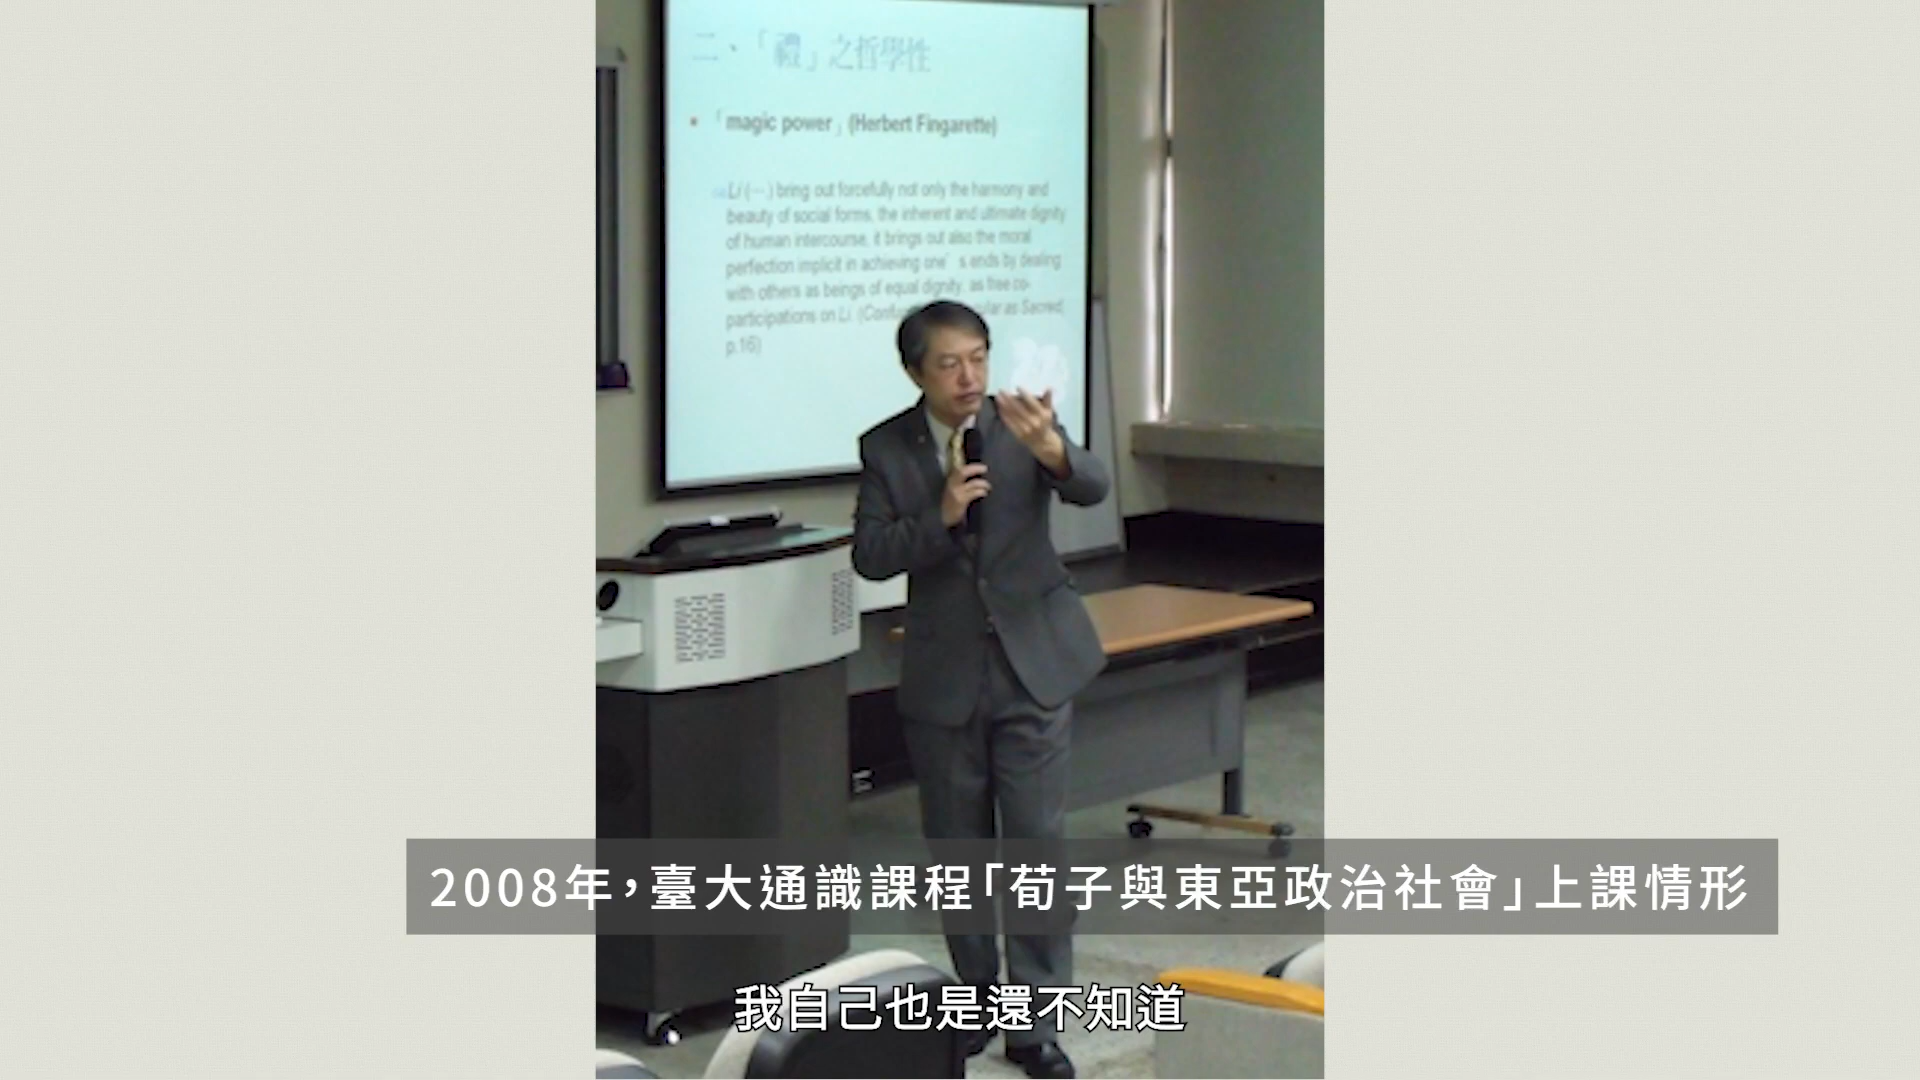 二、「禮」之哲學性
「magic power」(Herbert Fingarette)
Li (…) bring out forcefully not only the harmony and
beauty of social forms, the inherent and ultimate dignity
of human intercourse, it brings out also the moral
perfection implicit in achieving one's ends by dealing
with others as beings of equal dignity, as free co-
participations on Li. (Confu ular as Sacred,
p.16)
2008年,臺大通識課程「荀子與東亞政治社會」上課情形
我自己也是還不知道